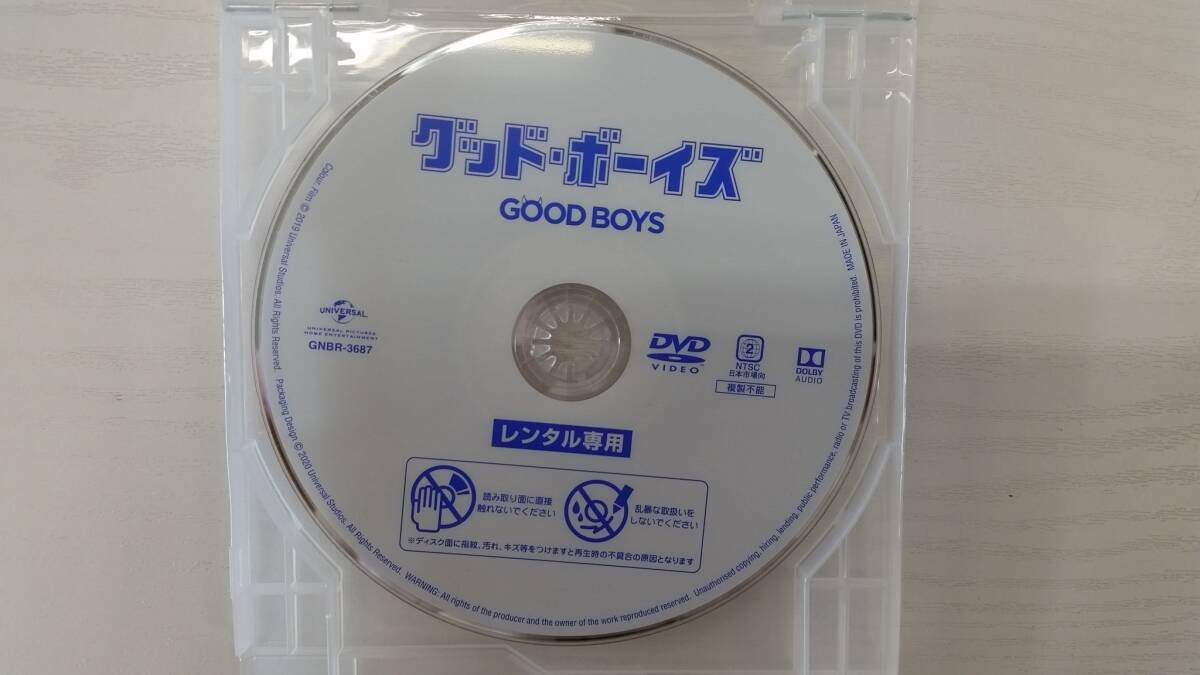 グッド・ボーイズ
GOOD BOYS
UNIVERSAL
UNIVERSAL PICTURES
HOME ENTERTAINMENT
GNBR-3687
DVD
VIDEO
2
NTSC
日本市場向
複製不能
DOLBY
AUDIO
レンタル専用
読み取り面に直接
触れないでください
乱暴な取扱いを
しないでください
※ディスク面に指紋、汚れ、キズ等をつけますと再生時の不具合の原因となります
Colour. Film © 2019 Universal Studios. All Rights Reserved. Packaging Design © 2020 Universal Studios. All Rights Reserved. WARNING: All rights of the producer and the owner of the work reproduced reserved. Unauthorised copying, hiring, lending, public performance, radio or TV broadcasting of this DVD is prohibited. MADE IN JAPAN